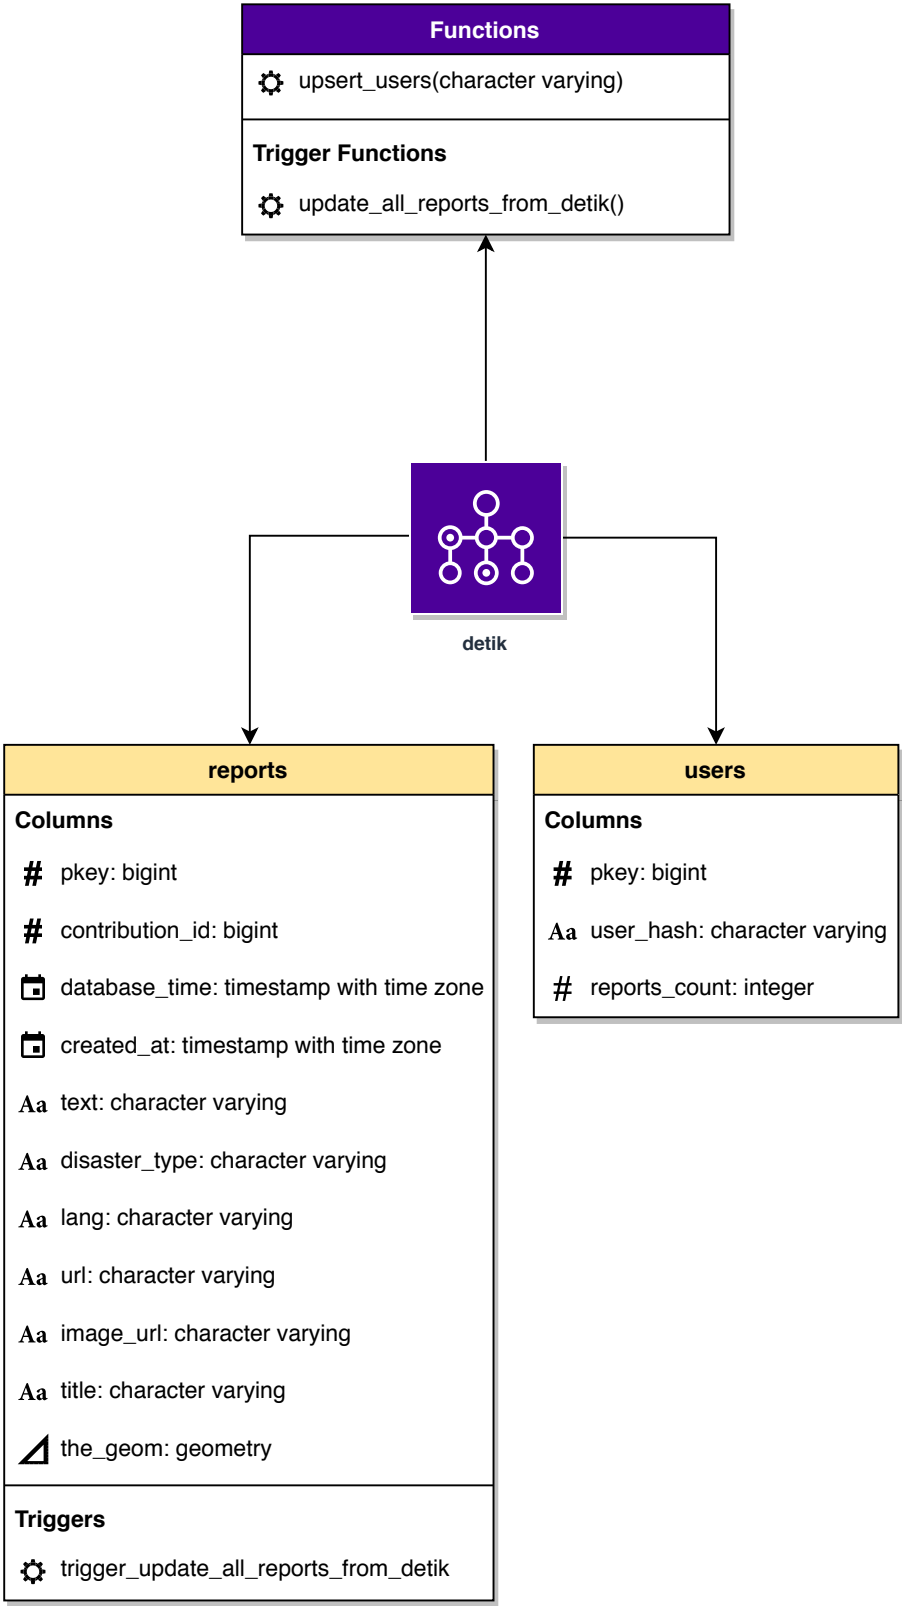 Functions
upsert_users(character varying)
Trigger Functions
update_all_reports_from_detik()
detik
reports
Columns
pkey: bigint
contribution_id: bigint
database_time: timestamp with time zone
created_at: timestamp with time zone
text: character varying
disaster_type: character varying
lang: character varying
url: character varying
image_url: character varying
title: character varying
the_geom: geometry
Triggers
trigger_update_all_reports_from_detik
users
Columns
pkey: bigint
user_hash: character varying
reports_count: integer